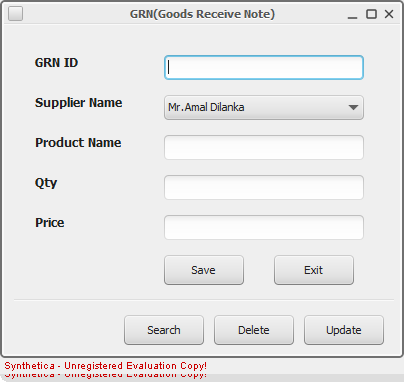 GRN(Goods Receive Note)
GRN ID
Supplier Name Mr.Amal Dilanka
Product Name
Qty
Price
Save Exit
Search Delete Update
Synthetica - Unregistered Evaluation Copy!
Synthetica - Unregistered Evaluation Copy!